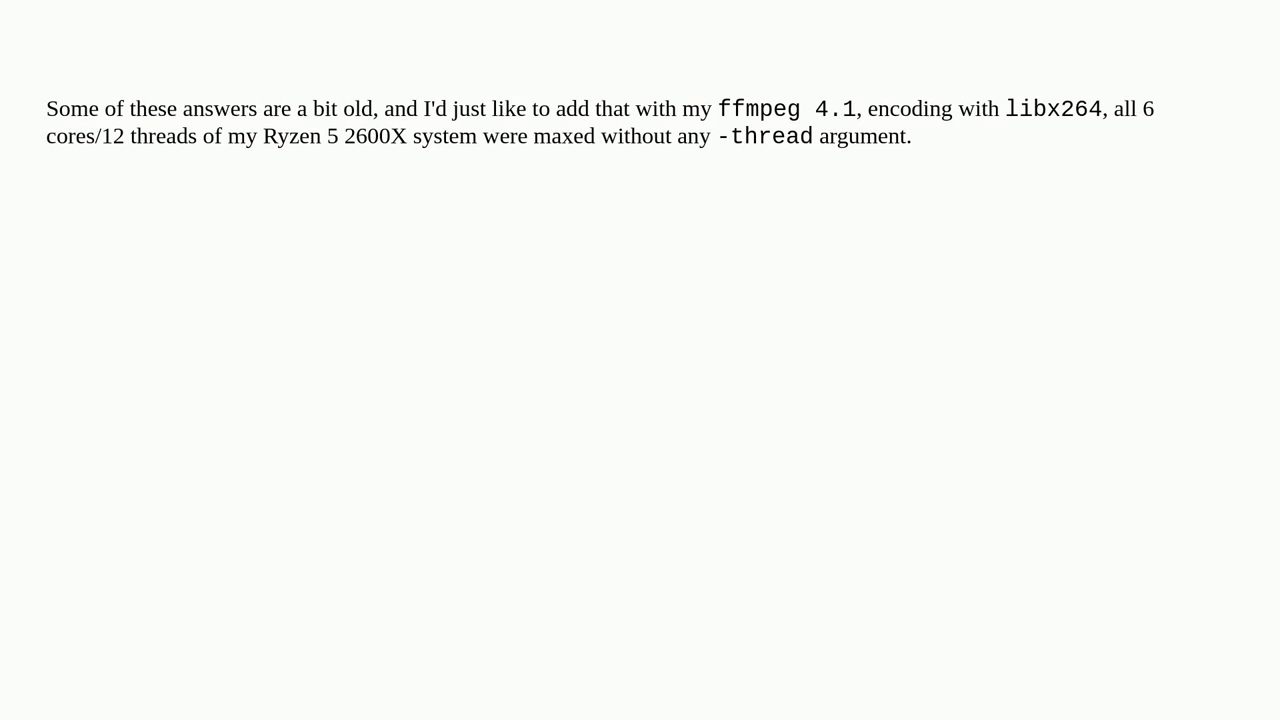 Some of these answers are a bit old, and I'd just like to add that with my ffmpeg 4.1, encoding with libx264, all 6
cores/12 threads of my Ryzen 5 2600X system were maxed without any -thread argument.